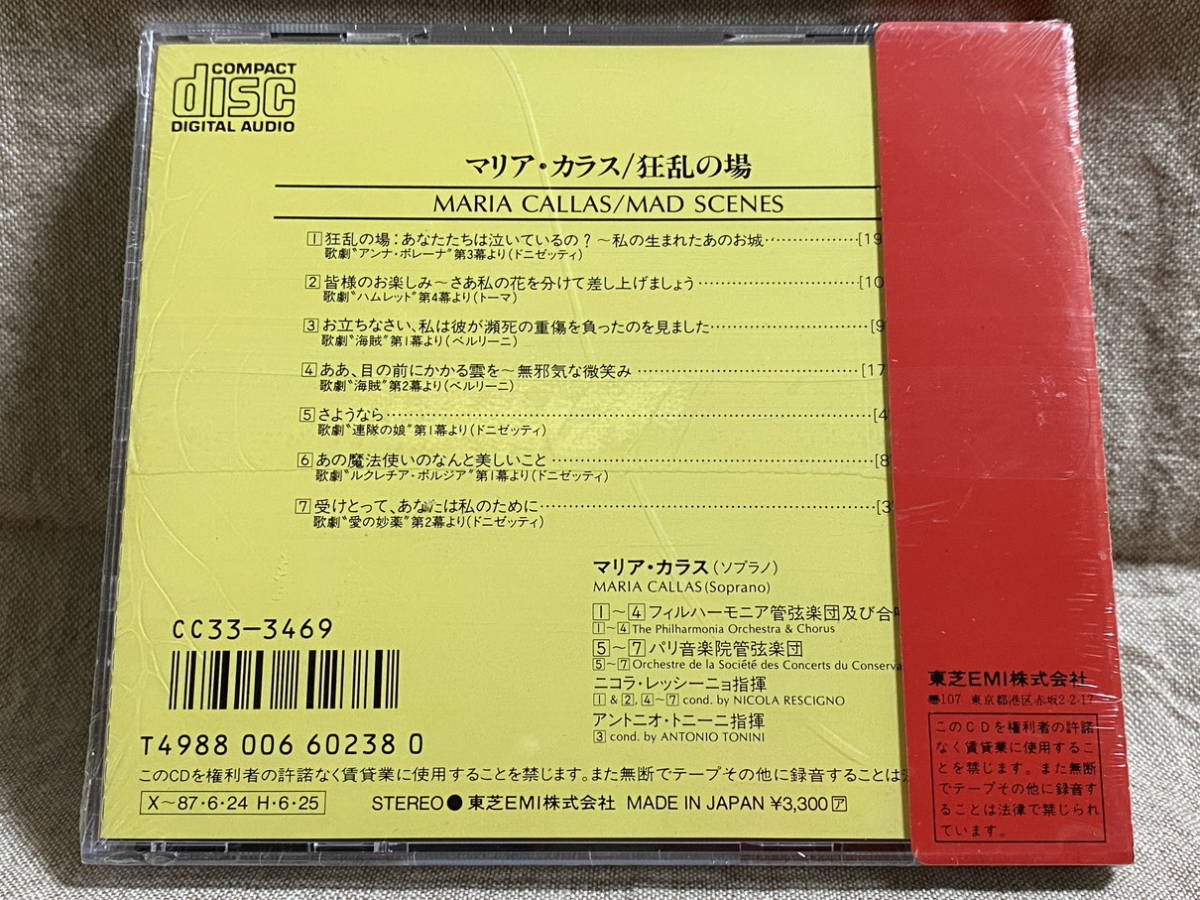 COMPACT
disc
DIGITAL AUDIO
マリア・カラス/狂乱の場
MARIA CALLAS/MAD SCENES
1 狂乱の場：あなたたちは泣いているの？〜私の生まれたあのお城‥‥‥‥‥‥[19
歌劇"アンナ・ボレーナ"第3幕より(ドニゼッティ)
2 皆様のお楽しみ〜さあ私の花を分けて差し上げましょう‥‥‥‥‥‥‥‥‥‥[10
歌劇"ハムレット"第4幕より(トーマ)
3 お立ちなさい、私は彼が瀕死の重傷を負ったのを見ました‥‥‥‥‥‥‥‥‥‥[9
歌劇"海賊"第1幕より(ベルリーニ)
4 ああ、目の前にかかる雲を〜無邪気な微笑み‥‥‥‥‥‥‥‥‥‥‥‥‥‥[17
歌劇"海賊"第2幕より(ベルリーニ)
5 さようなら‥‥‥‥‥‥‥‥‥‥‥‥‥‥‥‥‥‥‥‥‥‥‥‥‥‥‥‥‥‥[4
歌劇"連隊の娘"第1幕より(ドニゼッティ)
6 あの魔法使いのなんと美しいこと‥‥‥‥‥‥‥‥‥‥‥‥‥‥‥‥‥‥‥‥[8
歌劇"ルクレチア・ボルジア"第1幕より(ドニゼッティ)
7 受けとって、あなたは私のために‥‥‥‥‥‥‥‥‥‥‥‥‥‥‥‥‥‥‥‥‥[3
歌劇"愛の妙薬"第2幕より(ドニゼッティ)
マリア・カラス(ソプラノ)
MARIA CALLAS(Soprano)
1〜4フィルハーモニア管弦楽団及び合
1〜4 The Philharmonia Orchestra & Chorus
5〜7パリ音楽院管弦楽団
5〜7 Orchestre de la Société des Concerts du Conserva
ニコラ・レッシーニョ指揮
1 & 2, 4〜7 cond. by NICOLA RESCIGNO
アントニオ・トニーニ指揮
3 cond. by ANTONIO TONINI
CC33-3469
T4988 006 60238 0
このCDを権利者の許諾なく賃貸業に使用することを禁じます。また無断でテープその他に録音することは
X〜87・6・24 H・6・25
STEREO● 東芝EMI株式会社 MADE IN JAPAN ¥3,300 ア
東芝EMI株式会社
〒107 東京都港区赤坂2-2-17
このCDを権利者の許諾
なく賃貸業に使用するこ
とを禁じます。また無断
でテープその他に録音す
ることは法律で禁じられ
ています。